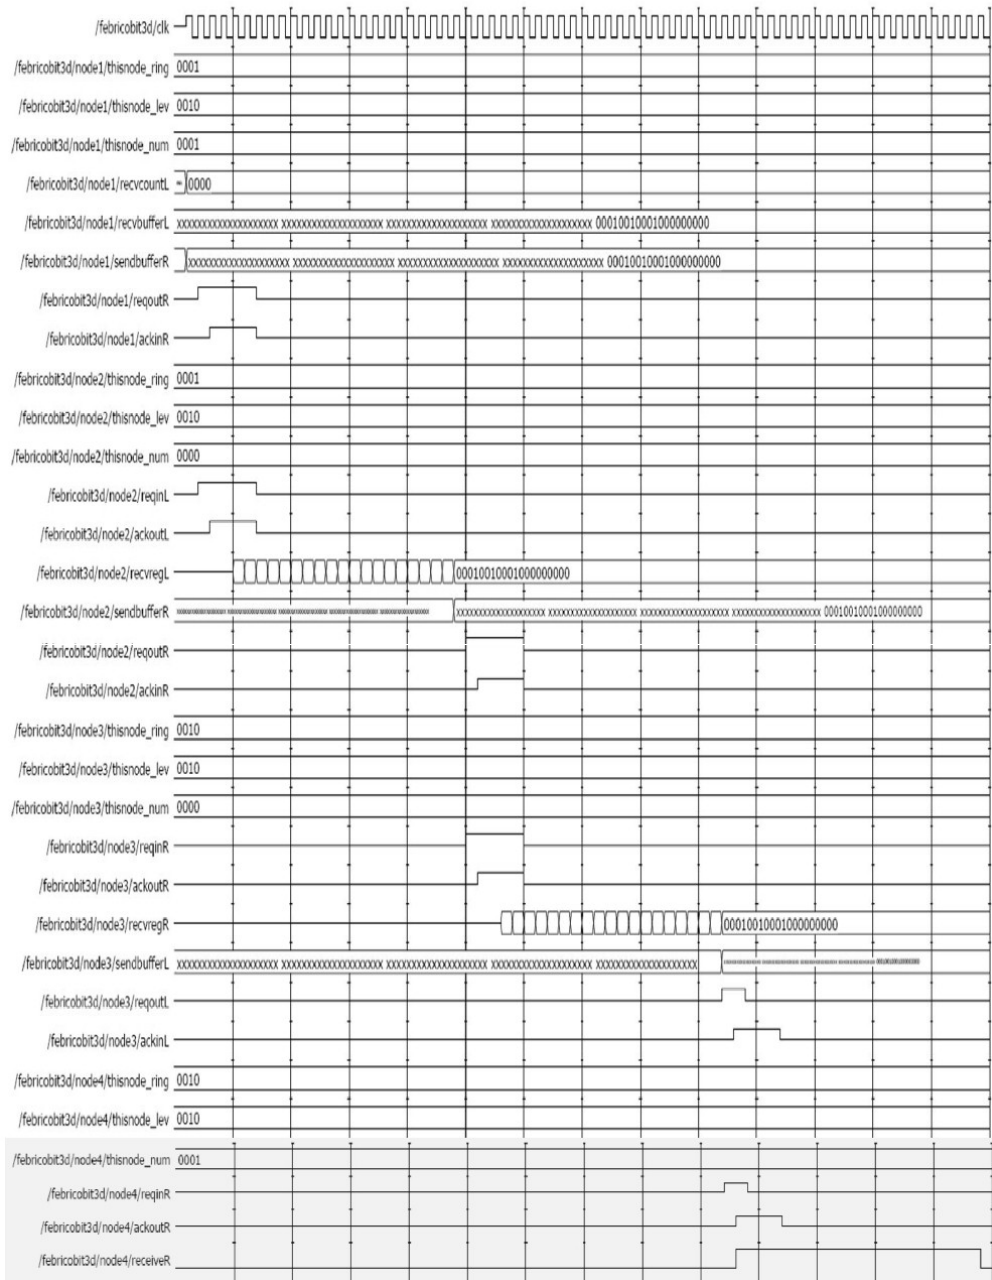 /febricobit3d/clk
/febricobit3d/node1/thisnode_ring 0001
/febricobit3d/node1/thisnode_lev 0010
/febricobit3d/node1/thisnode_num 0001
/febricobit3d/node1/recvcountL 0000
/febricobit3d/node1/recvbufferL xxxxxxxxxxxxxxxxxxxx xxxxxxxxxxxxxxxxxxxx xxxxxxxxxxxxxxxxxxxx xxxxxxxxxxxxxxxxxxxx 00010010001000000000
/febricobit3d/node1/sendbufferR xxxxxxxxxxxxxxxxxxxx xxxxxxxxxxxxxxxxxxxx xxxxxxxxxxxxxxxxxxxx xxxxxxxxxxxxxxxxxxxx 00010010001000000000
/febricobit3d/node1/reqoutR
/febricobit3d/node1/ackinR
/febricobit3d/node2/thisnode_ring 0001
/febricobit3d/node2/thisnode_lev 0010
/febricobit3d/node2/thisnode_num 0000
/febricobit3d/node2/reqinL
/febricobit3d/node2/ackoutL
/febricobit3d/node2/recvregL 00010010001000000000
/febricobit3d/node2/sendbufferR xxxxxxxxxxxxxxxxxxxx xxxxxxxxxxxxxxxxxxxx xxxxxxxxxxxxxxxxxxxx xxxxxxxxxxxxxxxxxxxx 00010010001000000000
/febricobit3d/node2/reqoutR
/febricobit3d/node2/ackinR
/febricobit3d/node3/thisnode_ring 0010
/febricobit3d/node3/thisnode_lev 0010
/febricobit3d/node3/thisnode_num 0000
/febricobit3d/node3/reqinR
/febricobit3d/node3/ackoutR
/febricobit3d/node3/recvregR 00010010001000000000
/febricobit3d/node3/sendbufferL xxxxxxxxxxxxxxxxxxxx xxxxxxxxxxxxxxxxxxxx xxxxxxxxxxxxxxxxxxxx xxxxxxxxxxxxxxxxxxxx xxxxxxxxxxxxxxxxxxxx
/febricobit3d/node3/reqoutL
/febricobit3d/node3/ackinL
/febricobit3d/node4/thisnode_ring 0010
/febricobit3d/node4/thisnode_lev 0010
/febricobit3d/node4/thisnode_num 0001
/febricobit3d/node4/reqinR
/febricobit3d/node4/ackoutR
/febricobit3d/node4/receiveR